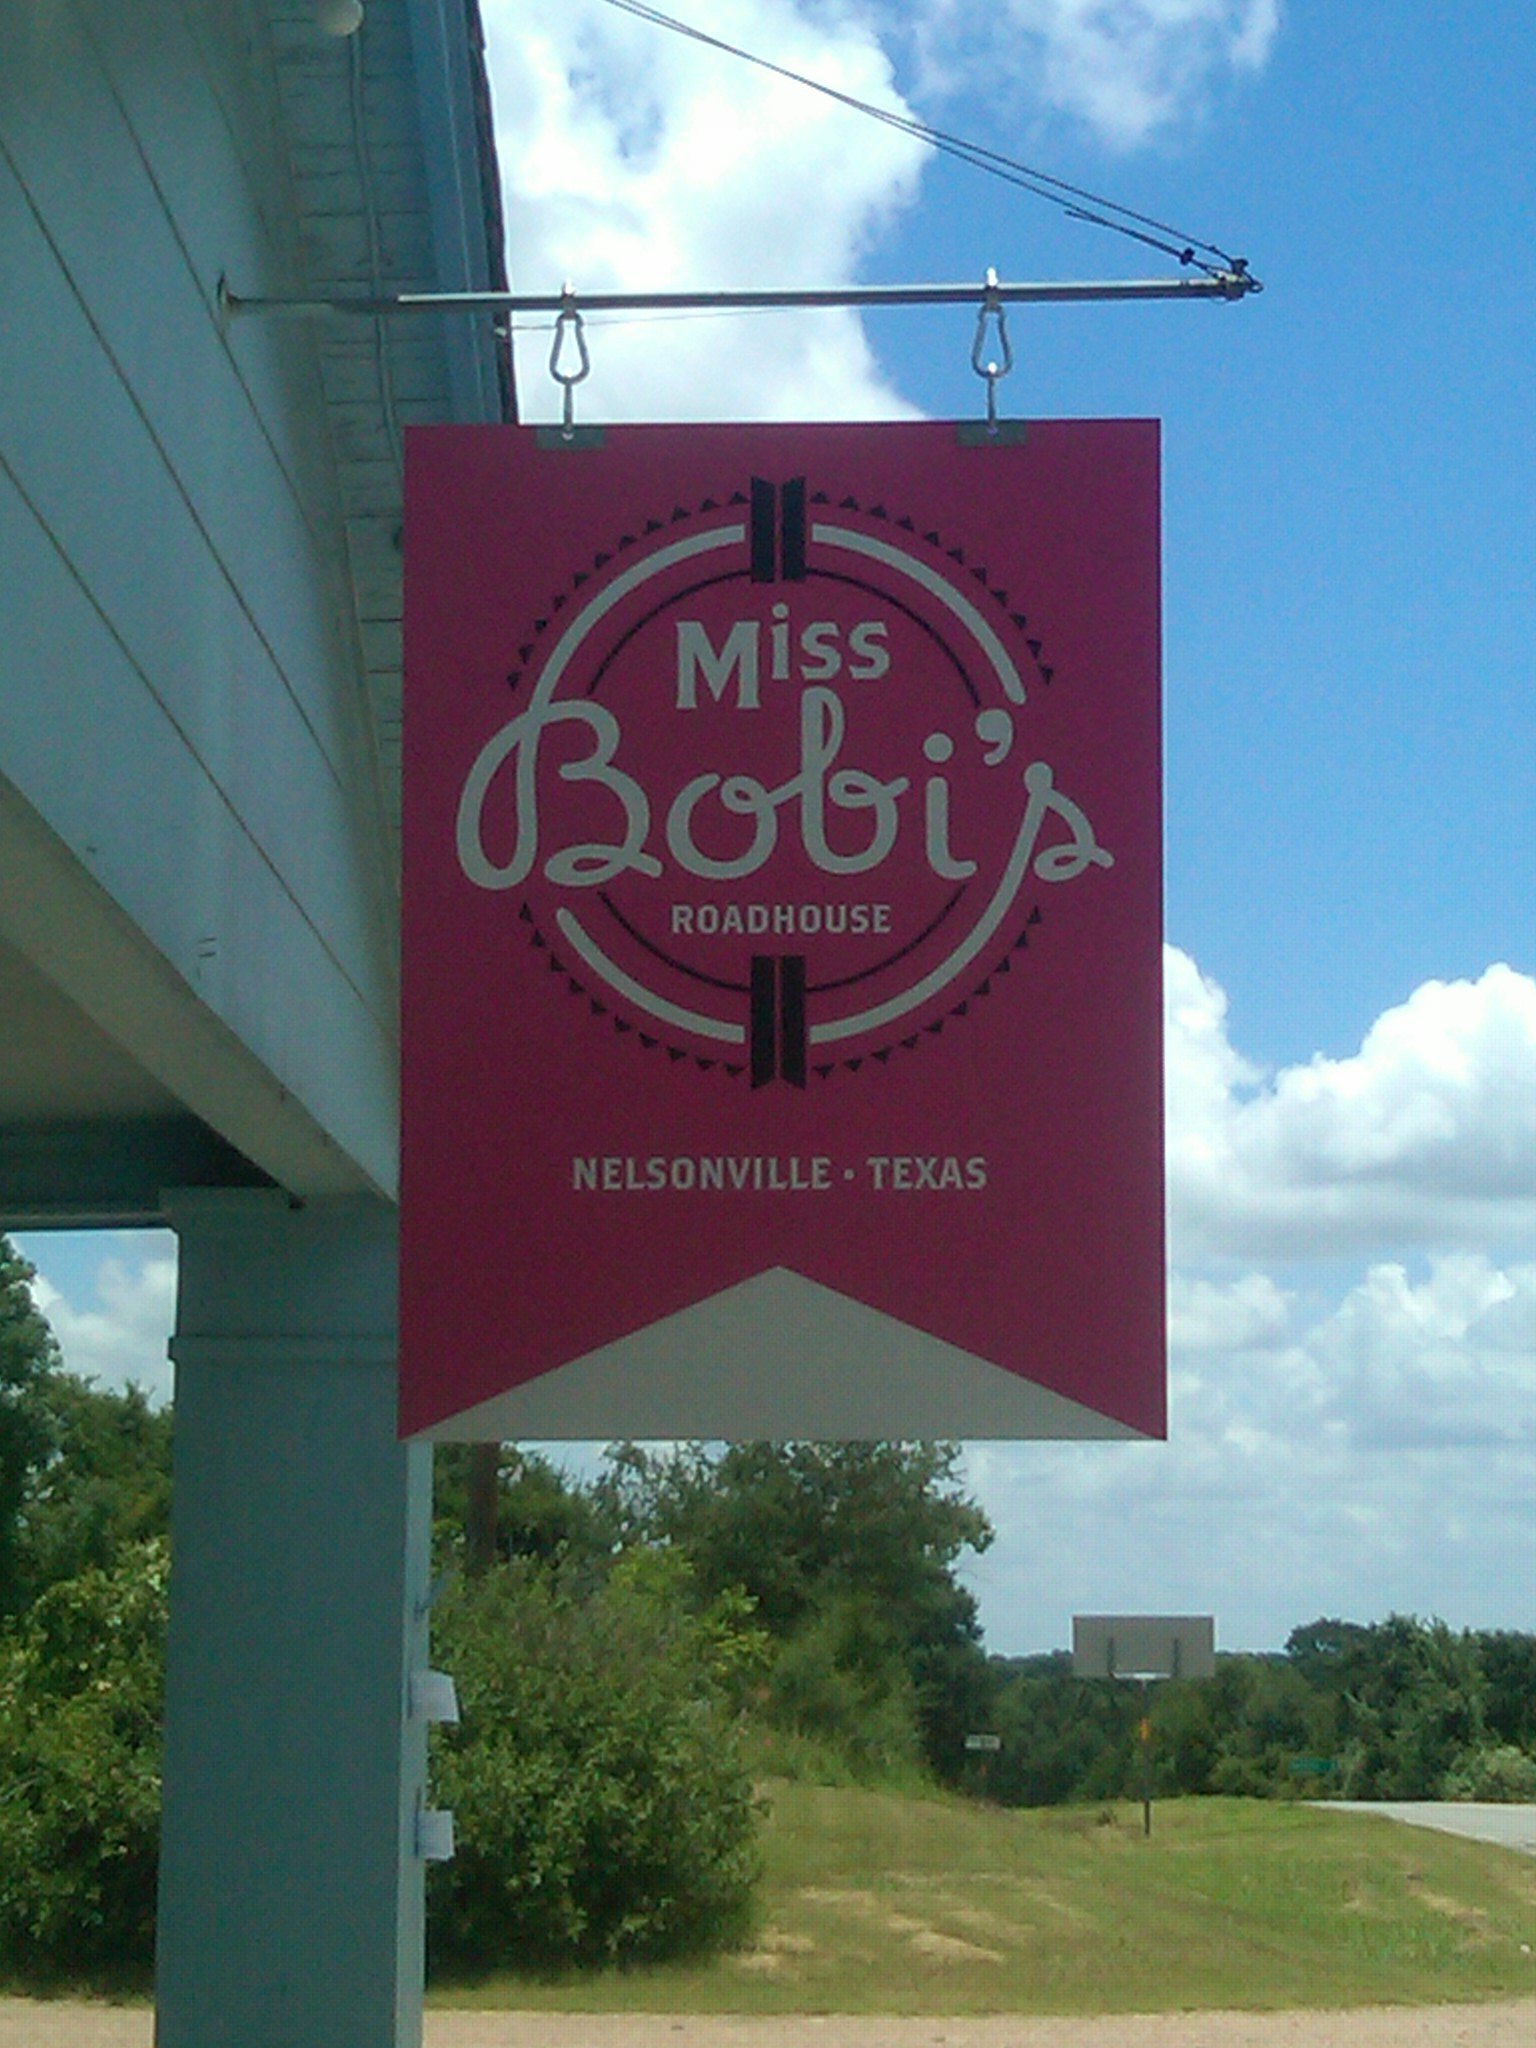 Miss
Bobi's
ROADHOUSE
NELSONVILLE · TEXAS